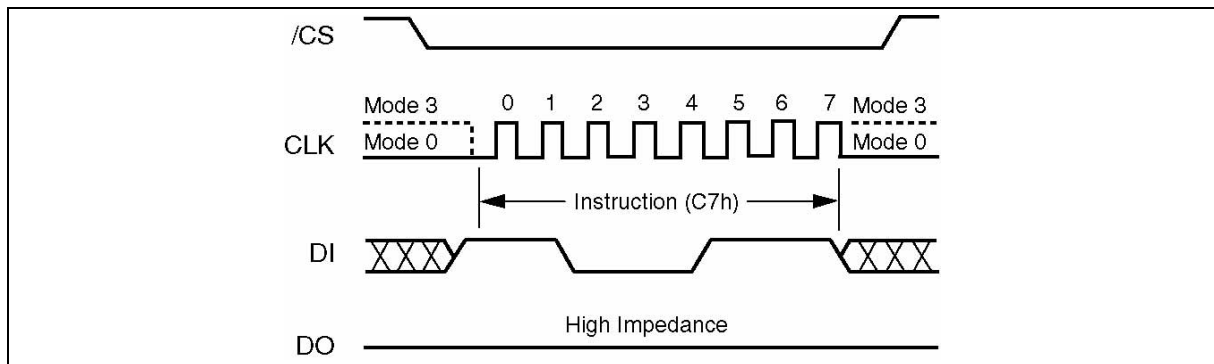 /CS
Mode 3 0 1 2 3 4 5 6 7 Mode 3
CLK Mode 0 Mode 0
Instruction (C7h)
DI
High Impedance
DO